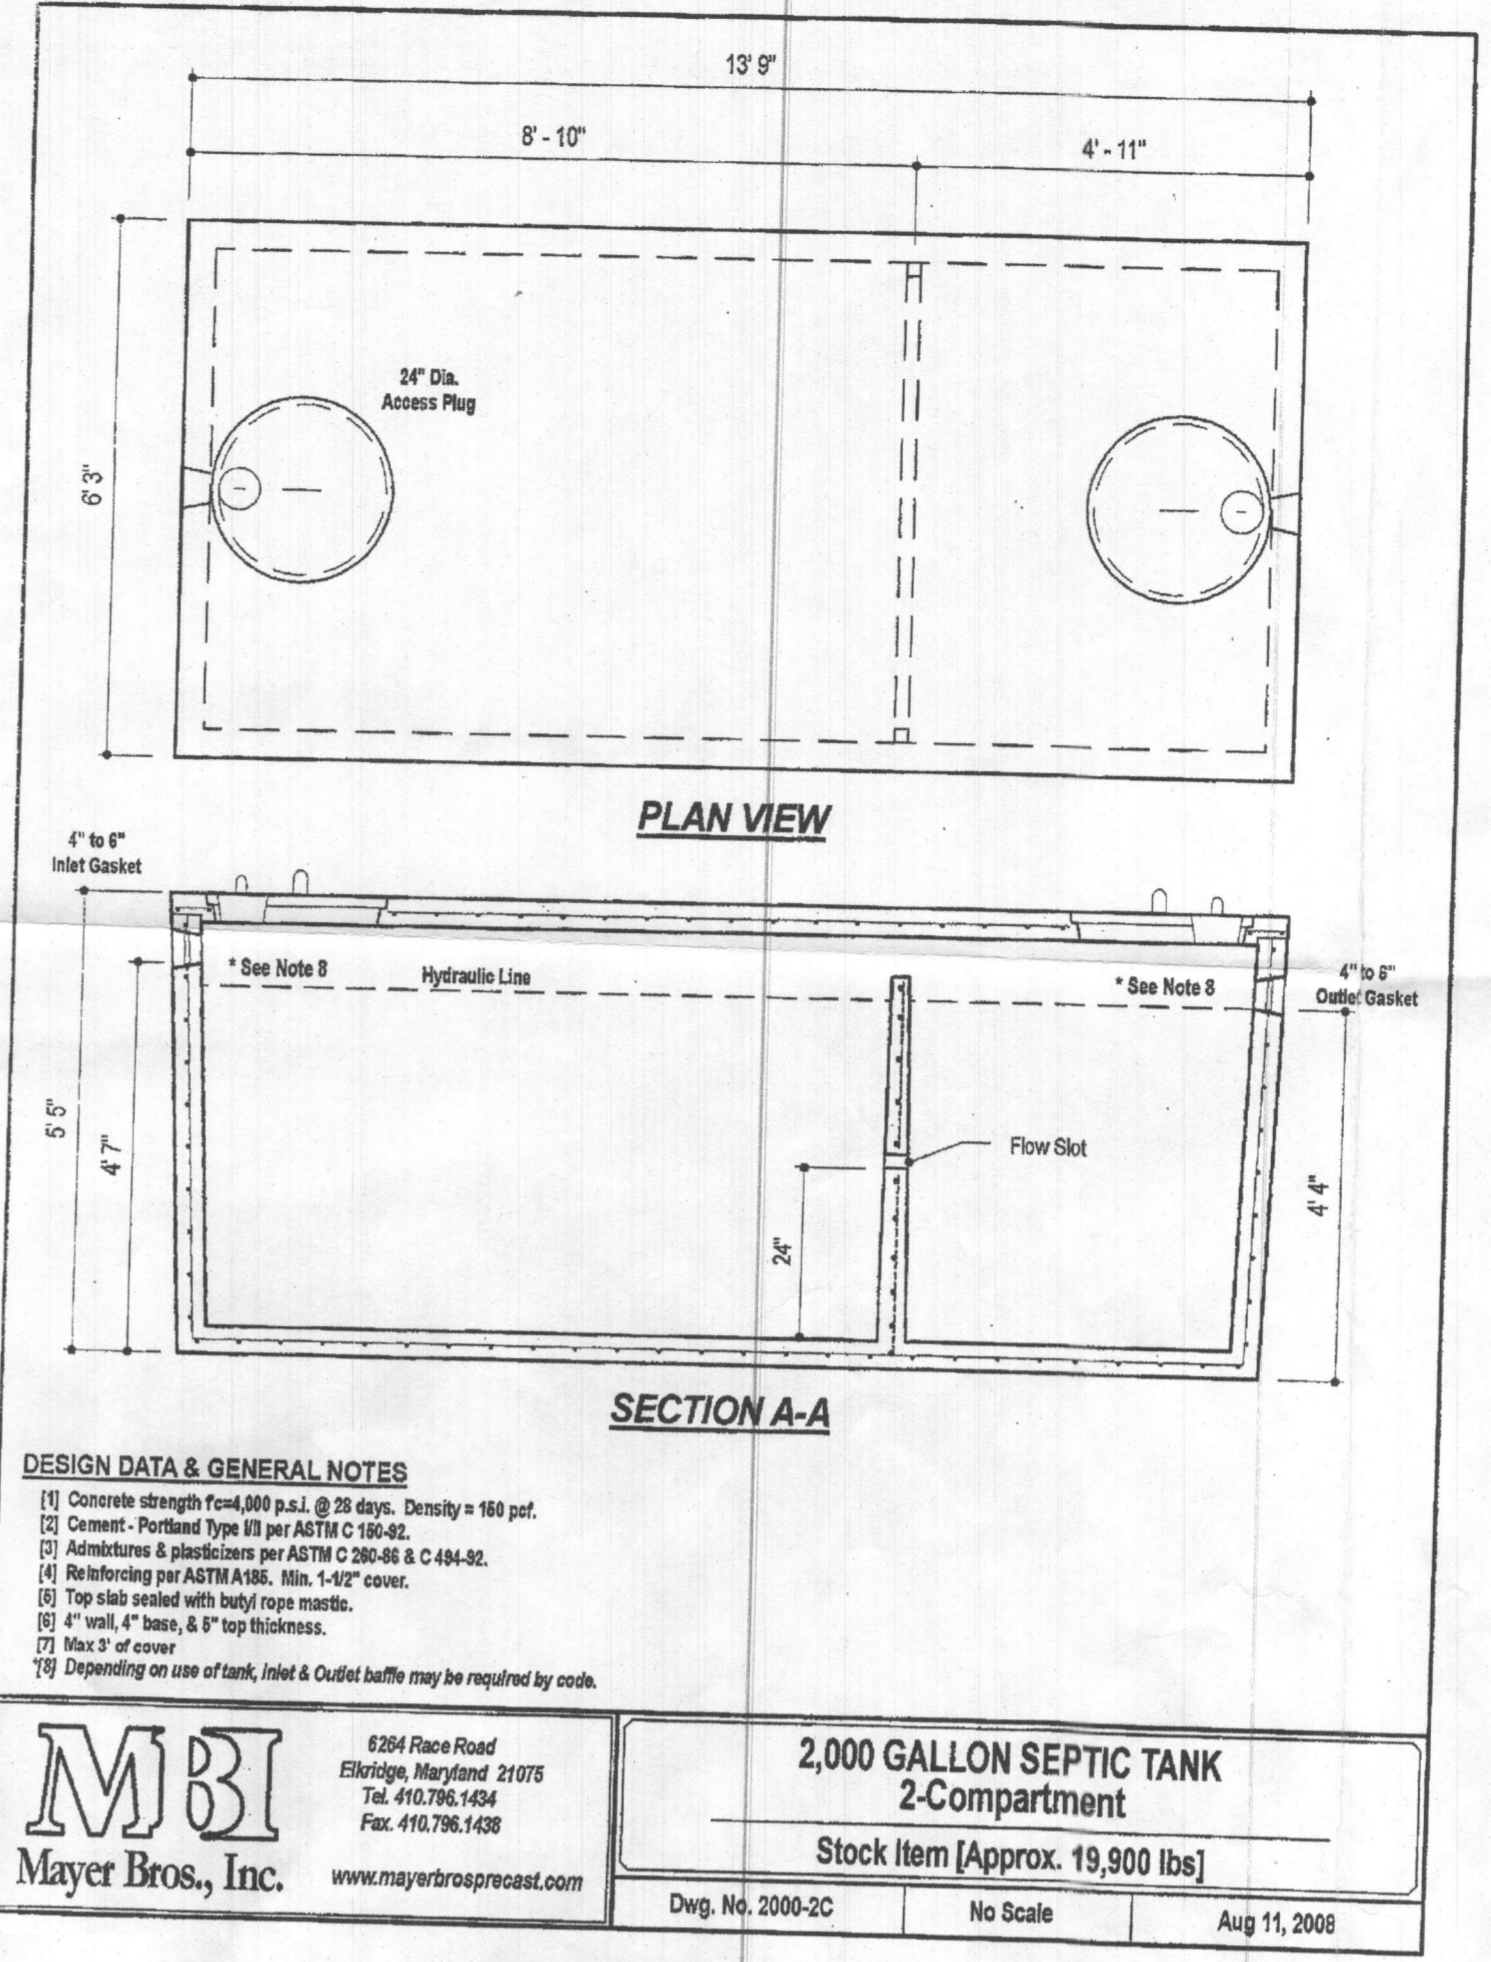 13' 9"
8' - 10"
4' - 11"
24" Dia.
Access Plug
6' 3"
PLAN VIEW
4" to 6"
Inlet Gasket
* See Note 8
Hydraulic Line
* See Note 8
4" to 6"
Outlet Gasket
5' 5"
4' 7"
Flow Slot
24"
4' 4"
SECTION A-A
DESIGN DATA & GENERAL NOTES
[1] Concrete strength f'c=4,000 p.s.i. @ 28 days. Density = 150 pcf.
[2] Cement - Portland Type I/II per ASTM C 150-92.
[3] Admixtures & plasticizers per ASTM C 260-86 & C 494-92.
[4] Reinforcing per ASTM A185. Min. 1-1/2" cover.
[5] Top slab sealed with butyl rope mastic.
[6] 4" wall, 4" base, & 5" top thickness.
[7] Max 3' of cover
*[8] Depending on use of tank, Inlet & Outlet baffle may be required by code.
MBI
Mayer Bros., Inc.
6264 Race Road
Elkridge, Maryland 21075
Tel. 410.796.1434
Fax. 410.796.1438
www.mayerbrosprecast.com
2,000 GALLON SEPTIC TANK
2-Compartment
Stock Item [Approx. 19,900 lbs]
Dwg. No. 2000-2C
No Scale
Aug 11, 2008